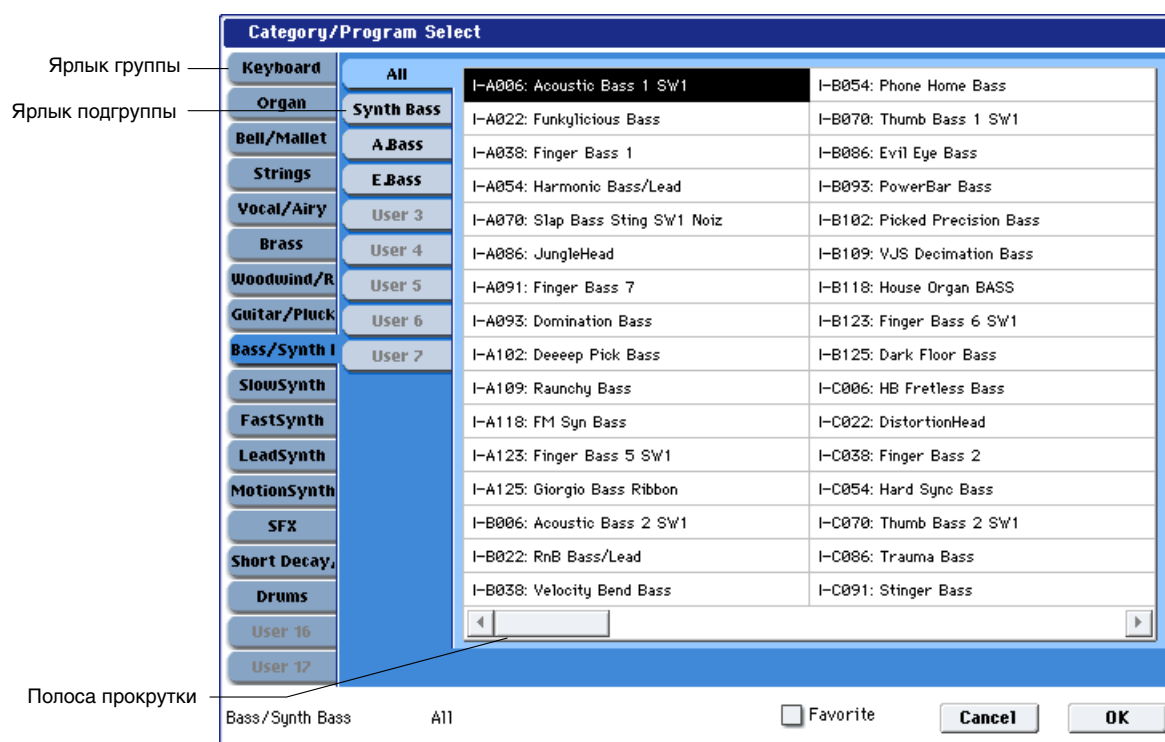 Category/Program Select
Ярлык группы
Ярлык подгруппы
Полоса прокрутки
Keyboard
Organ
Bell/Mallet
Strings
Vocal/Airy
Brass
Woodwind/R
Guitar/Pluck
Bass/Synth I
SlowSynth
FastSynth
LeadSynth
MotionSynth
SFX
Short Decay,
Drums
User 16
User 17
All
Synth Bass
A.Bass
E.Bass
User 3
User 4
User 5
User 6
User 7
I-A006: Acoustic Bass 1 SW1
I-A022: Funkylicious Bass
I-A038: Finger Bass 1
I-A054: Harmonic Bass/Lead
I-A070: Slap Bass Sting SW1 Noiz
I-A086: JungleHead
I-A091: Finger Bass 7
I-A093: Domination Bass
I-A102: Deeeep Pick Bass
I-A109: Raunchy Bass
I-A118: FM Syn Bass
I-A123: Finger Bass 5 SW1
I-A125: Giorgio Bass Ribbon
I-B006: Acoustic Bass 2 SW1
I-B022: RnB Bass/Lead
I-B038: Velocity Bend Bass
I-B054: Phone Home Bass
I-B070: Thumb Bass 1 SW1
I-B086: Evil Eye Bass
I-B093: PowerBar Bass
I-B102: Picked Precision Bass
I-B109: VJS Decimation Bass
I-B118: House Organ BASS
I-B123: Finger Bass 6 SW1
I-B125: Dark Floor Bass
I-C006: HB Fretless Bass
I-C022: DistortionHead
I-C038: Finger Bass 2
I-C054: Hard Sync Bass
I-C070: Thumb Bass 2 SW1
I-C086: Trauma Bass
I-C091: Stinger Bass
Bass/Synth Bass
All
Favorite
Cancel
OK